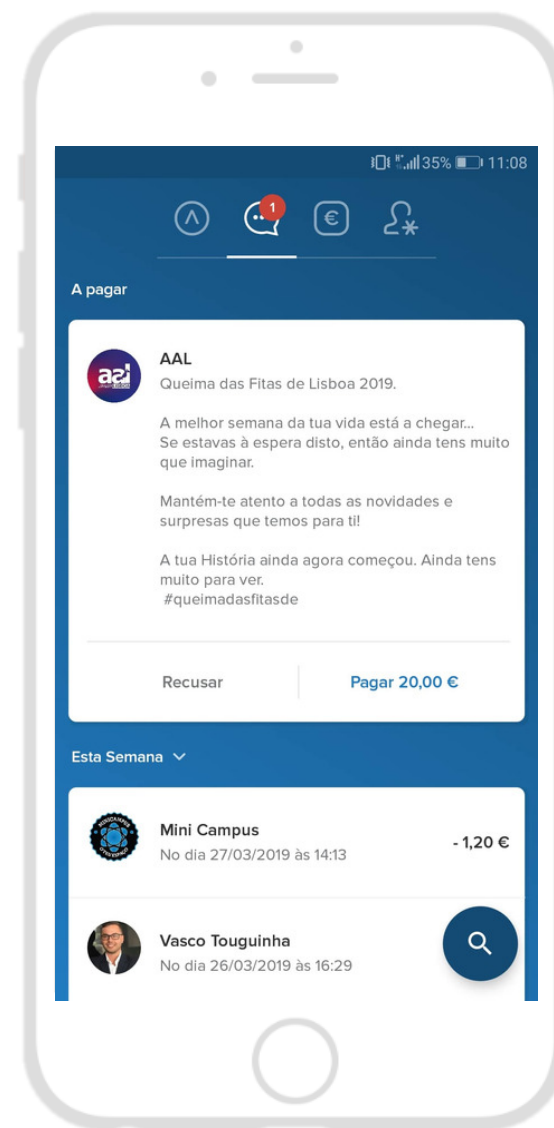 35% 11:08
1
€
A pagar
AAL
aal
Queima das Fitas de Lisboa 2019.
A melhor semana da tua vida está a chegar...
Se estavas à espera disto, então ainda tens muito
que imaginar.
Mantém-te atento a todas as novidades e
surpresas que temos para ti!
A tua História ainda agora começou. Ainda tens
muito para ver.
#queimadasfitasde
Recusar
Pagar 20,00 €
Esta Semana
MINICAMPUS
O TEU ESPAÇO
Mini Campus
- 1,20 €
No dia 27/03/2019 às 14:13
Vasco Touguinha
No dia 26/03/2019 às 16:29